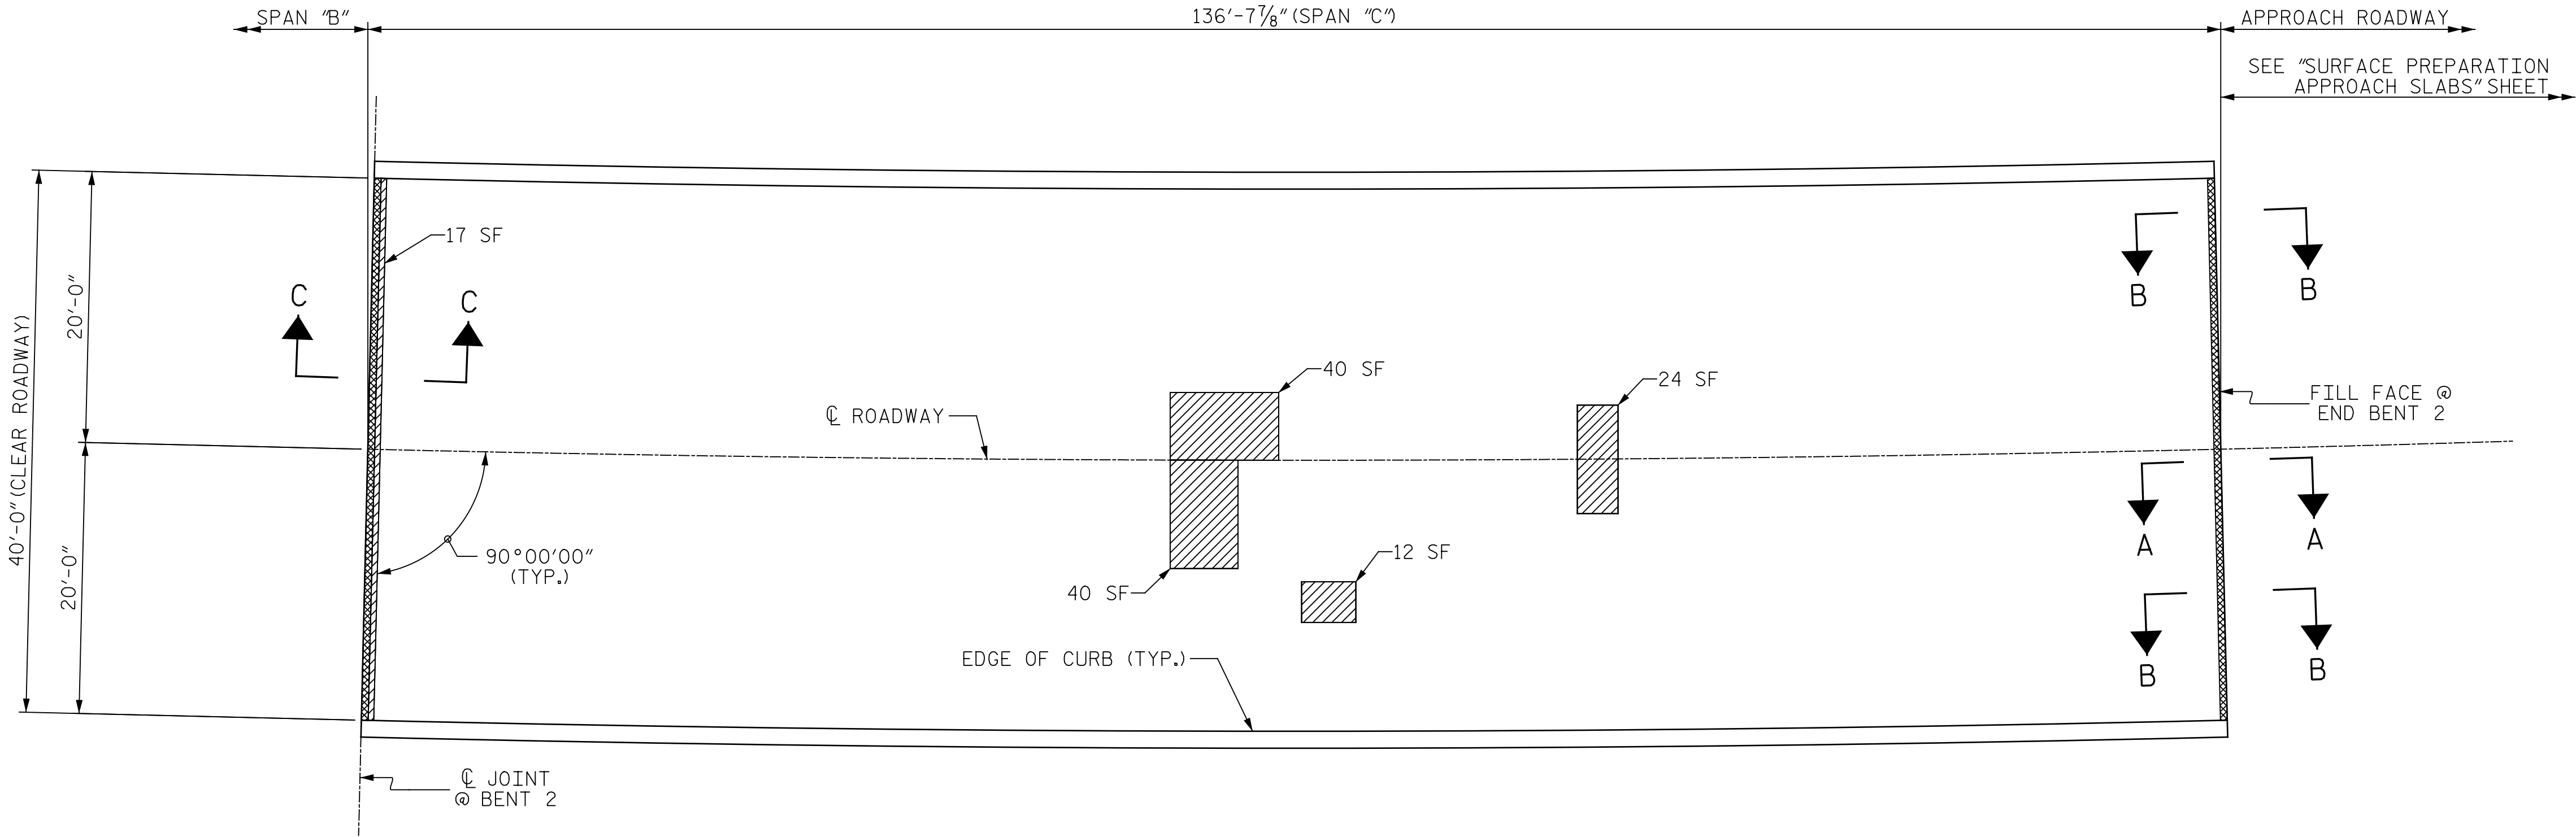 SPAN "B"
136'-7 7/8" (SPAN "C")
APPROACH ROADWAY
SEE "SURFACE PREPARATION
APPROACH SLABS" SHEET
17 SF
C
C
B
B
20'-0"
40'-0" (CLEAR ROADWAY)
20'-0"
40 SF
24 SF
℄ ROADWAY
FILL FACE @
END BENT 2
90°00'00"
(TYP.)
12 SF
40 SF
A
A
EDGE OF CURB (TYP.)
B
B
℄ JOINT
@ BENT 2